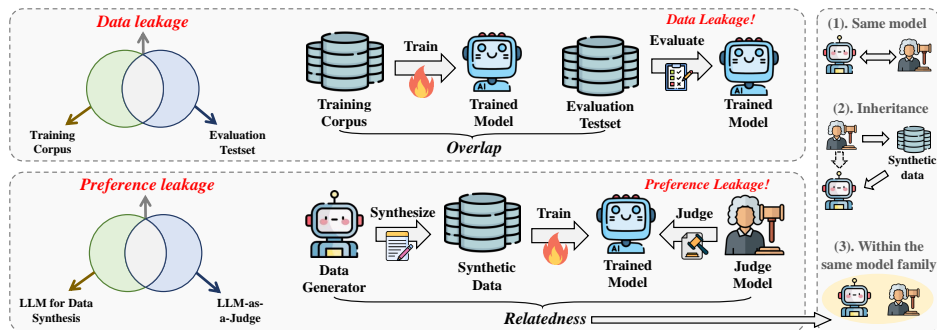 Data leakage
Training
Corpus
Evaluation
Testset
Training
Corpus
Train
AI
Trained
Model
Overlap
Evaluation
Testset
Data Leakage!
Evaluate
AI
Trained
Model
Preference leakage
LLM for Data
Synthesis
LLM-as
a-Judge
Data
Generator
Synthesize
Synthetic
Data
Train
AI
Trained
Model
Preference Leakage!
Judge
Judge
Model
Relatedness
(1). Same model
(2). Inheritance
Synthetic
data
(3). Within the
same model family